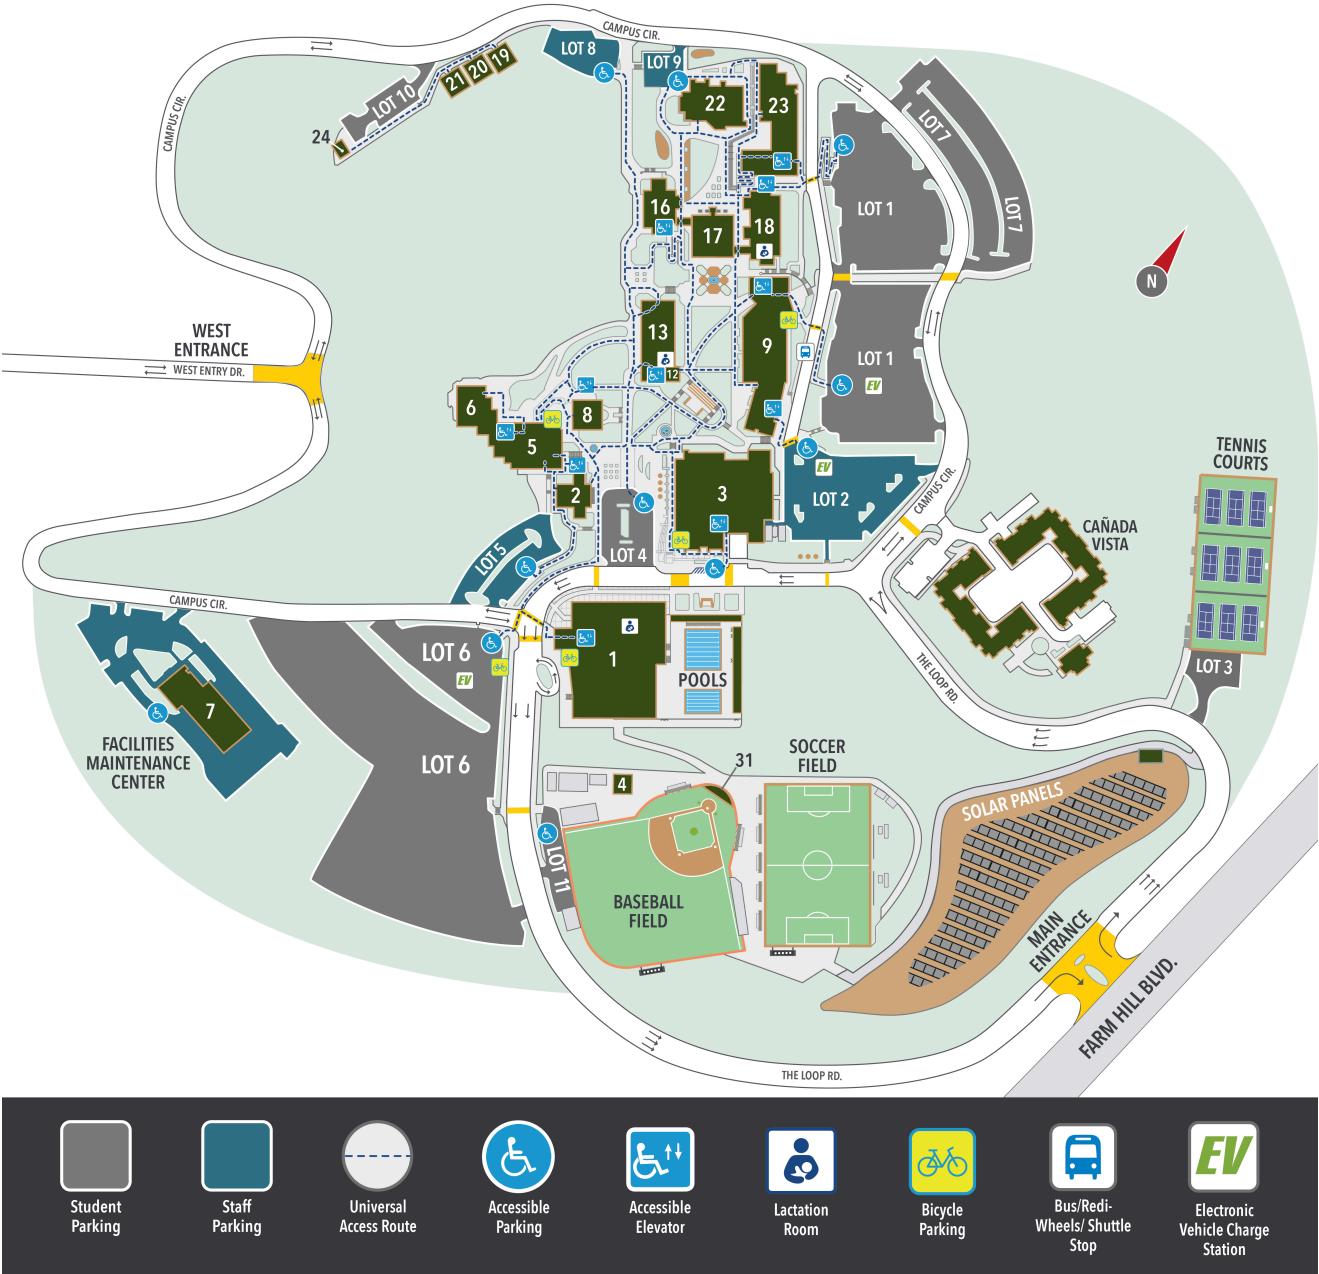 CAMPUS CIR.
LOT 8
LOT 9
19
20
21
LOT 10
22
23
24
CAMPUS CIR.
LOT 7
LOT 7
LOT 1
16
17
18
N
WEST
ENTRANCE
WEST ENTRY DR.
13
12
9
LOT 1
EV
6
5
8
2
3
EV
LOT 2
CAMPUS CIR.
TENNIS
COURTS
CAÑADA
VISTA
LOT 4
LOT 5
CAMPUS CIR.
LOT 6
EV
1
POOLS
THE LOOP RD.
LOT 3
7
FACILITIES
MAINTENANCE
CENTER
LOT 6
4
31
SOCCER
FIELD
SOLAR PANELS
LOT 11
BASEBALL
FIELD
MAIN
ENTRANCE
FARM HILL BLVD.
THE LOOP RD.
EV
Student
Parking
Staff
Parking
Universal
Access Route
Accessible
Parking
Accessible
Elevator
Lactation
Room
Bicycle
Parking
Bus/Redi-
Wheels/ Shuttle
Stop
Electronic
Vehicle Charge
Station